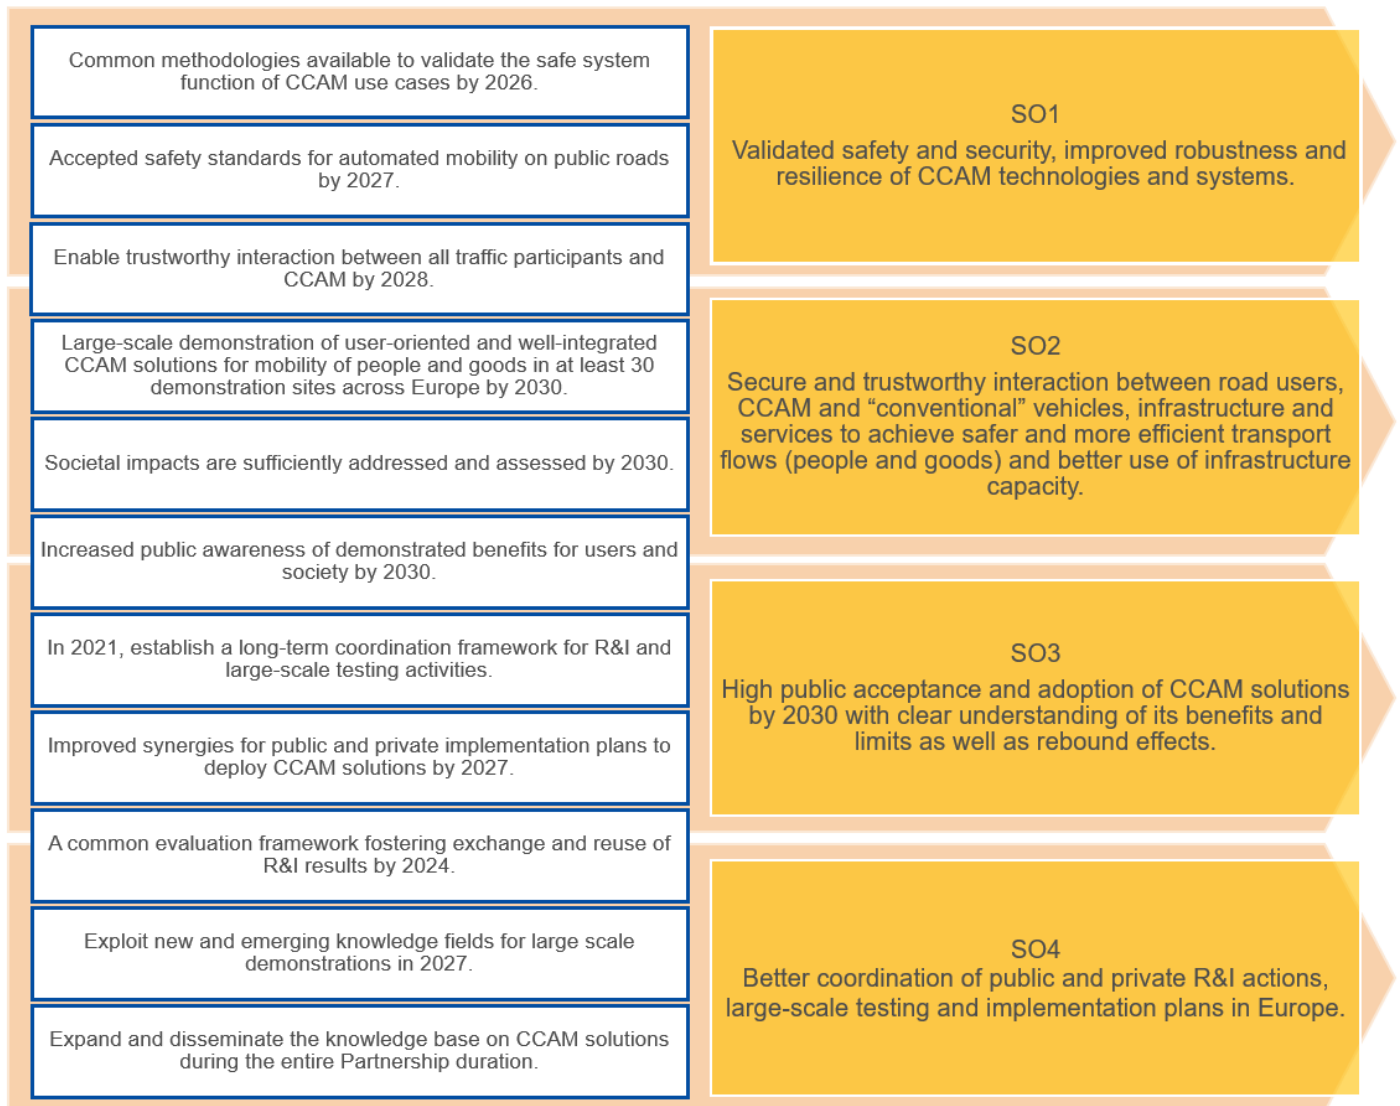 Common methodologies available to validate the safe system
function of CCAM use cases by 2026.
Accepted safety standards for automated mobility on public roads
by 2027.
Enable trustworthy interaction between all traffic participants and
CCAM by 2028.
Large-scale demonstration of user-oriented and well-integrated
CCAM solutions for mobility of people and goods in at least 30
demonstration sites across Europe by 2030.
Societal impacts are sufficiently addressed and assessed by 2030.
Increased public awareness of demonstrated benefits for users and
society by 2030.
In 2021, establish a long-term coordination framework for R&I and
large-scale testing activities.
Improved synergies for public and private implementation plans to
deploy CCAM solutions by 2027.
A common evaluation framework fostering exchange and reuse of
R&I results by 2024.
Exploit new and emerging knowledge fields for large scale
demonstrations in 2027.
Expand and disseminate the knowledge base on CCAM solutions
during the entire Partnership duration.
SO1
Validated safety and security, improved robustness and
resilience of CCAM technologies and systems.
SO2
Secure and trustworthy interaction between road users,
CCAM and “conventional” vehicles, infrastructure and
services to achieve safer and more efficient transport
flows (people and goods) and better use of infrastructure
capacity.
SO3
High public acceptance and adoption of CCAM solutions
by 2030 with clear understanding of its benefits and
limits as well as rebound effects.
SO4
Better coordination of public and private R&I actions,
large-scale testing and implementation plans in Europe.